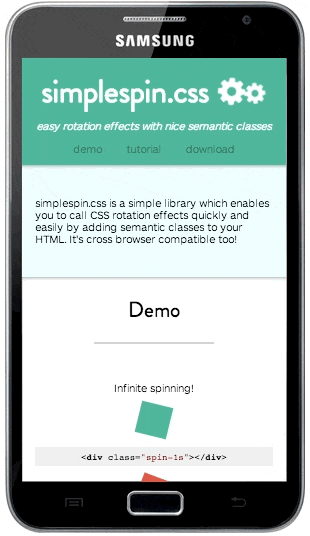 SAMSUNG
simplespin.css
easy rotation effects with nice semantic classes
demo tutorial download
simplespin.css is a simple library which enables
you to call CSS rotation effects quickly and
easily by adding semantic classes to your
HTML. It's cross browser compatible too!
Demo
Infinite spinning!
<div class="spin-1s"></div>